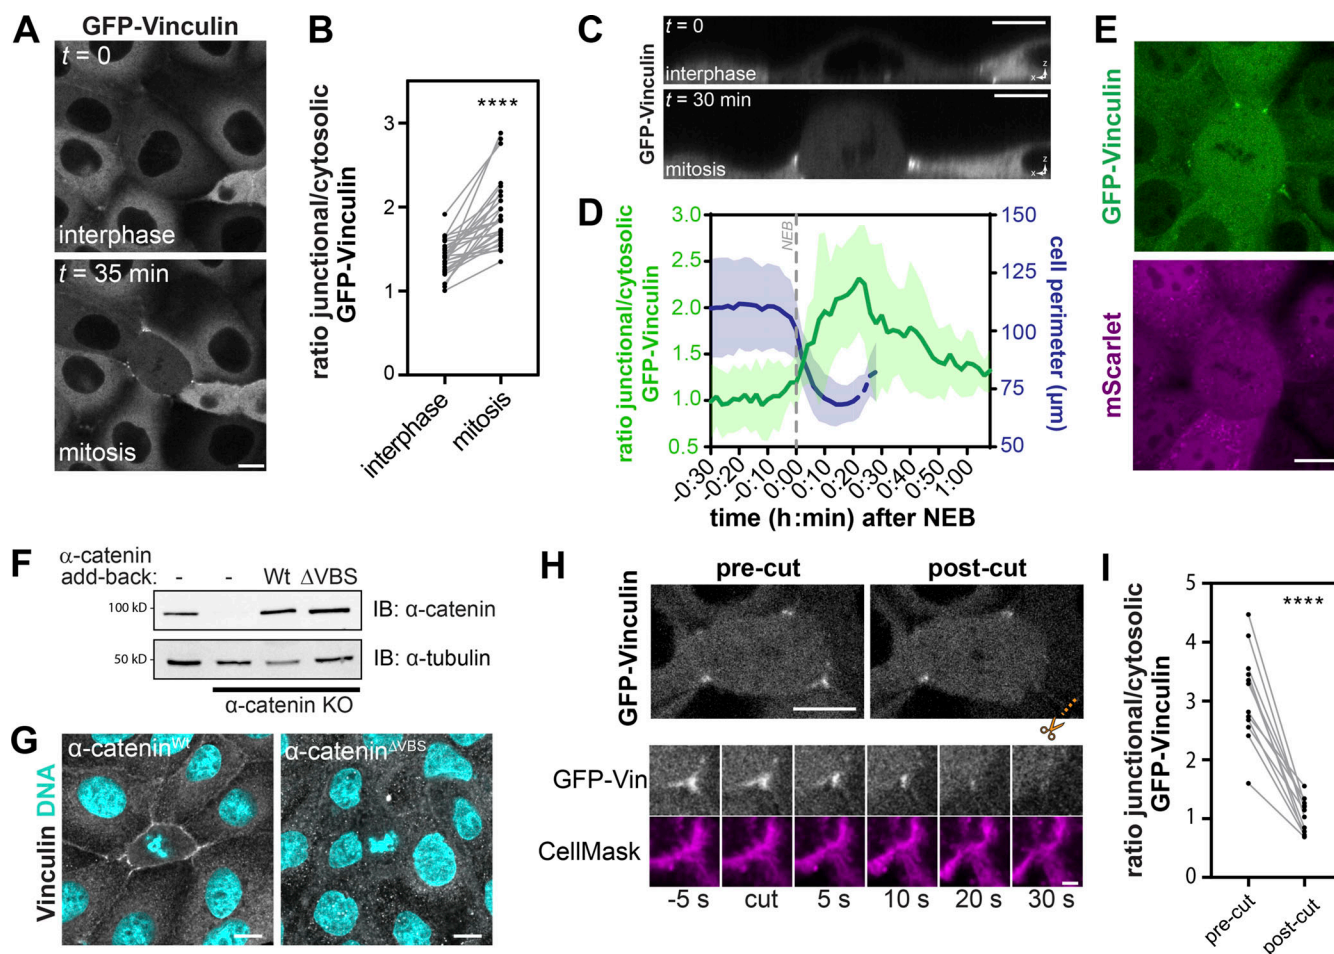 A
GFP-Vinculin
t = 0
interphase
t = 35 min
mitosis
B
ratio junctional/cytosolic
GFP-Vinculin
3
2
1
0
****
interphase
mitosis
C
GFP-Vinculin
t = 0
interphase
z
x
t = 30 min
mitosis
z
x
D
ratio junctional/cytosolic
GFP-Vinculin
3.0
2.5
2.0
1.5
1.0
0.5
NEB
150
125
100
75
50
cell perimeter (µm)
-0:30
-0:20
-0:10
0:00
0:10
0:20
0:30
0:40
0:50
1:00
time (h:min) after NEB
E
GFP-Vinculin
mScarlet
F
α-catenin
add-back: - - Wt ΔVBS
100 kD
IB: α-catenin
50 kD
IB: α-tubulin
α-catenin KO
G
Vinculin DNA
α-catenin^Wt
α-catenin^ΔVBS
H
pre-cut
post-cut
GFP-Vinculin
GFP-Vin
CellMask
-5 s cut 5 s 10 s 20 s 30 s
I
ratio junctional/cytosolic
GFP-Vinculin
5
4
3
2
1
0
****
pre-cut
post-cut